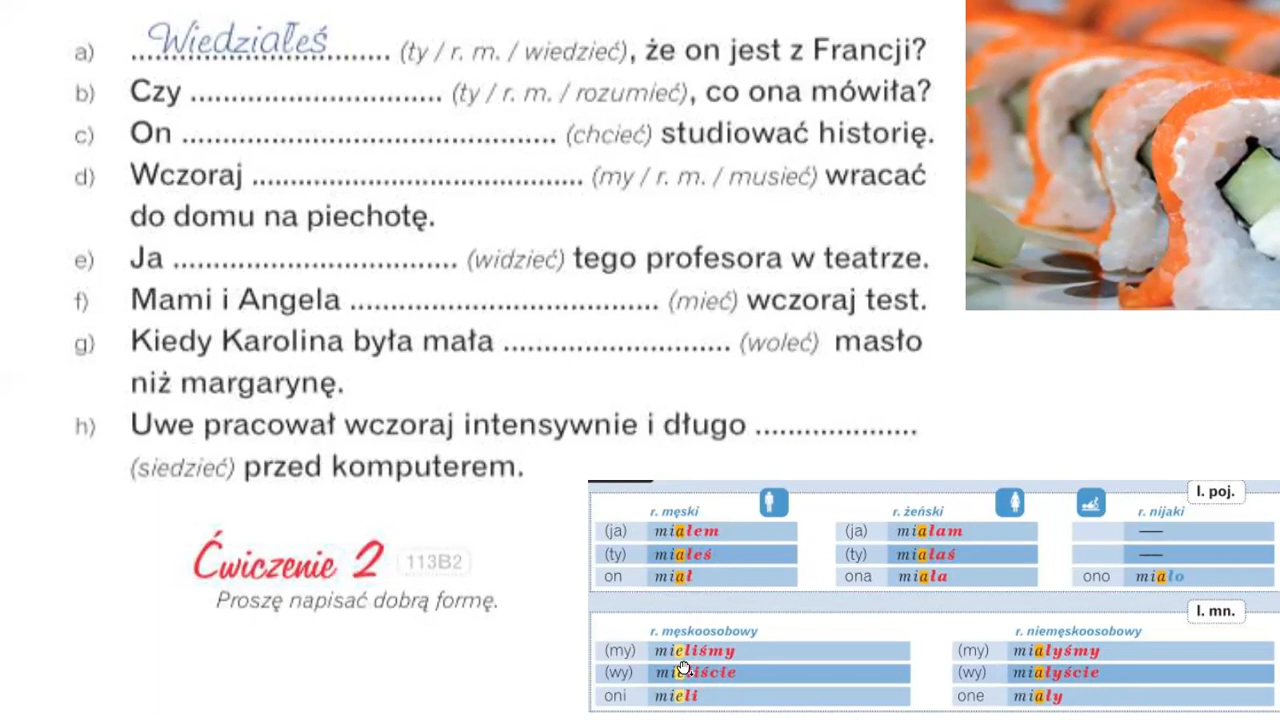 a) Wiedziałeś (ty / r. m. / wiedzieć), że on jest z Francji?
b) Czy .............................. (ty / r. m. / rozumieć), co ona mówiła?
c) On ............................................. (chcieć) studiować historię.
d) Wczoraj ........................................ (my / r. m. / musieć) wracać
do domu na piechotę.
e) Ja .................................. (widzieć) tego profesora w teatrze.
f) Mami i Angela ..................................... (mieć) wczoraj test.
g) Kiedy Karolina była mała ........................... (woleć) masło
niż margarynę.
h) Uwe pracował wczoraj intensywnie i długo ....................
(siedzieć) przed komputerem.
Ćwiczenie 2 113B2
Proszę napisać dobrą formę.
l. poj.
r. męski r. żeński r. nijaki
(ja) miałem (ja) miałam —
(ty) miałeś (ty) miałaś —
on miał ona miała ono miało
l. mn.
r. męskoosobowy r. niemęskoosobowy
(my) mieliśmy (my) miałyśmy
(wy) mieliście (wy) miałyście
oni mieli one miały